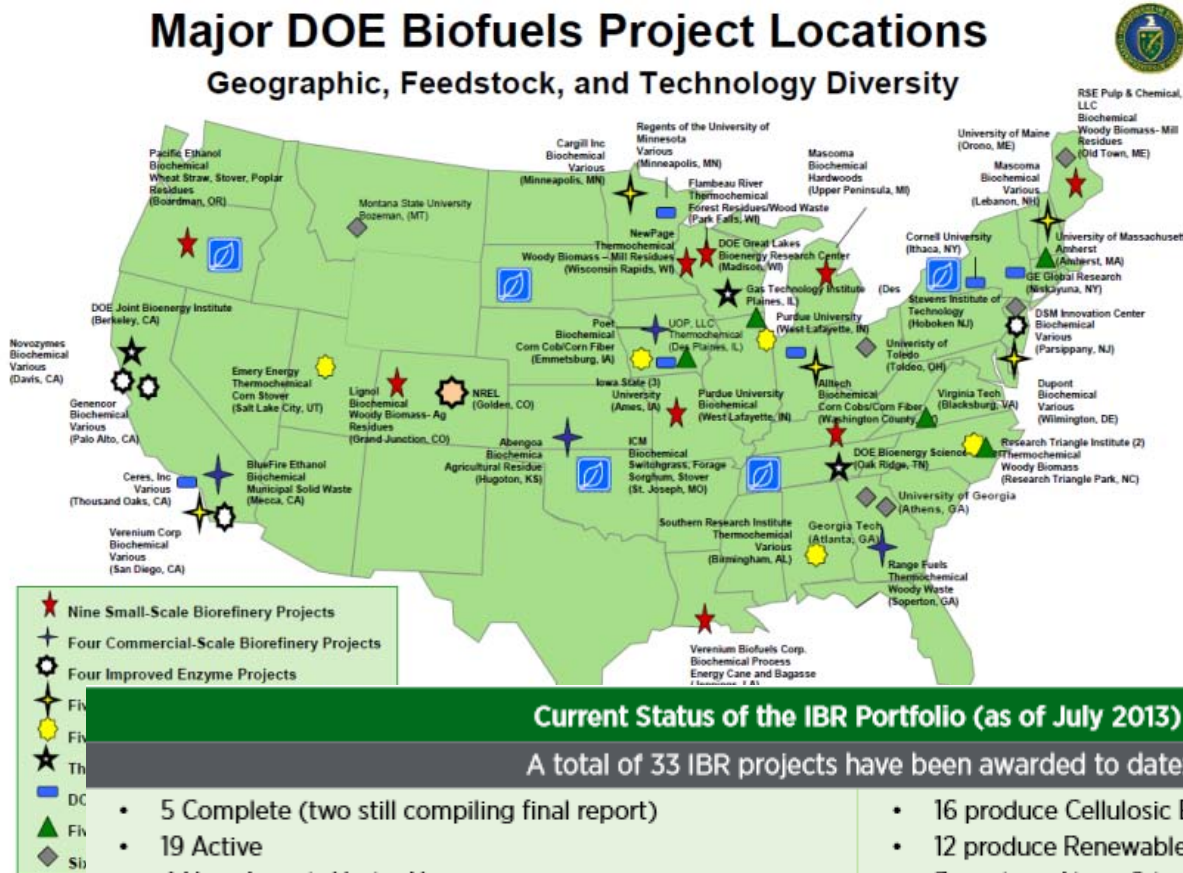 Major DOE Biofuels Project Locations
Geographic, Feedstock, and Technology Diversity
Pacific Ethanol
Biochemical
Wheat Straw, Stover, Poplar
Residues
(Boardman, OR)
Montana State University
Bozeman, (MT)
Cargill Inc
Biochemical
Various
(Minneapolis, MN)
Regents of the University of
Minnesota
Various
(Minneapolis, MN)
Flambeau River
Thermochemical
Forest Residues/Wood Waste
(Park Falls, WI)
Mascoma
Biochemical
Hardwoods
(Upper Peninsula, MI)
University of Maine
(Orono, ME)
RSE Pulp & Chemical,
LLC
Biochemical
Woody Biomass- Mill
Residues
(Old Town, ME)
Mascoma
Biochemical
Various
(Lebanon, NH)
NewPage
Thermochemical
Woody Biomass – Mill Residues
(Wisconsin Rapids, WI)
DOE Great Lakes
Bioenergy Research Center
(Madison, WI)
Cornell University
(Ithaca, NY)
University of Massachusett
Amherst
(Amherst, MA)
GE Global Research
(Niskayuna, NY)
Gas Technology Institute (Des
Plaines, IL)
Stevens Institute of
Technology
(Hoboken NJ)
DSM Innovation Center
Biochemical
Various
(Parsippany, NJ)
DOE Joint Bioenergy Institute
(Berkeley, CA)
Poet
Biochemical
Corn Cob/Corn Fiber
(Emmetsburg, IA)
UOP, LLC
Thermochemical
(Des Plaines, IL)
Purdue University
(West Lafayette, IN)
Univeristy of
Toledo
(Toldeo, OH)
Novozymes
Biochemical
Various
(Davis, CA)
Emery Energy
Thermochemical
Corn Stover
(Salt Lake City, UT)
Lignol
Biochemical
Woody Biomass- Ag
Residues
(Grand Junction, CO)
NREL
(Golden, CO)
Iowa State (3)
University
(Ames, IA)
Purdue University
Biochemical
(West Lafayette, IN)
Alltech
Biochemical
Corn Cobs/Corn Fiber
(Washington County,
Virginia Tech
(Blacksburg, VA)
Dupont
Biochemical
Various
(Wilmington, DE)
Genencor
Biochemical
Various
(Palo Alto, CA)
Abengoa
Biochemica
Agricultural Residue
(Hugoton, KS)
ICM
Biochemical
Switchgrass, Forage
Sorghum, Stover
(St. Joseph, MO)
DOE Bioenergy Science
(Oak Ridge, TN)
Research Triangle Institute (2)
Thermochemical
Woody Biomass
(Research Triangle Park, NC)
Ceres, Inc
Various
(Thousand Oaks, CA)
BlueFire Ethanol
Biochemical
Municipal Solid Waste
(Mecca, CA)
University of Georgia
(Athens, GA)
Verenium Corp
Biochemical
Various
(San Diego, CA)
Southern Research Institute
Thermochemical
Various
(Birmingham, AL)
Georgia Tech
(Atlanta, GA)
Range Fuels
Thermochemical
Woody Waste
(Soperton, GA)
Verenium Biofuels Corp.
Biochemical Process
Energy Cane and Bagasse
Nine Small-Scale Biorefinery Projects
Four Commercial-Scale Biorefinery Projects
Four Improved Enzyme Projects
Current Status of the IBR Portfolio (as of July 2013)
A total of 33 IBR projects have been awarded to date
• 5 Complete (two still compiling final report)
• 19 Active
• 16 produce Cellulosic
• 12 produce Renewable